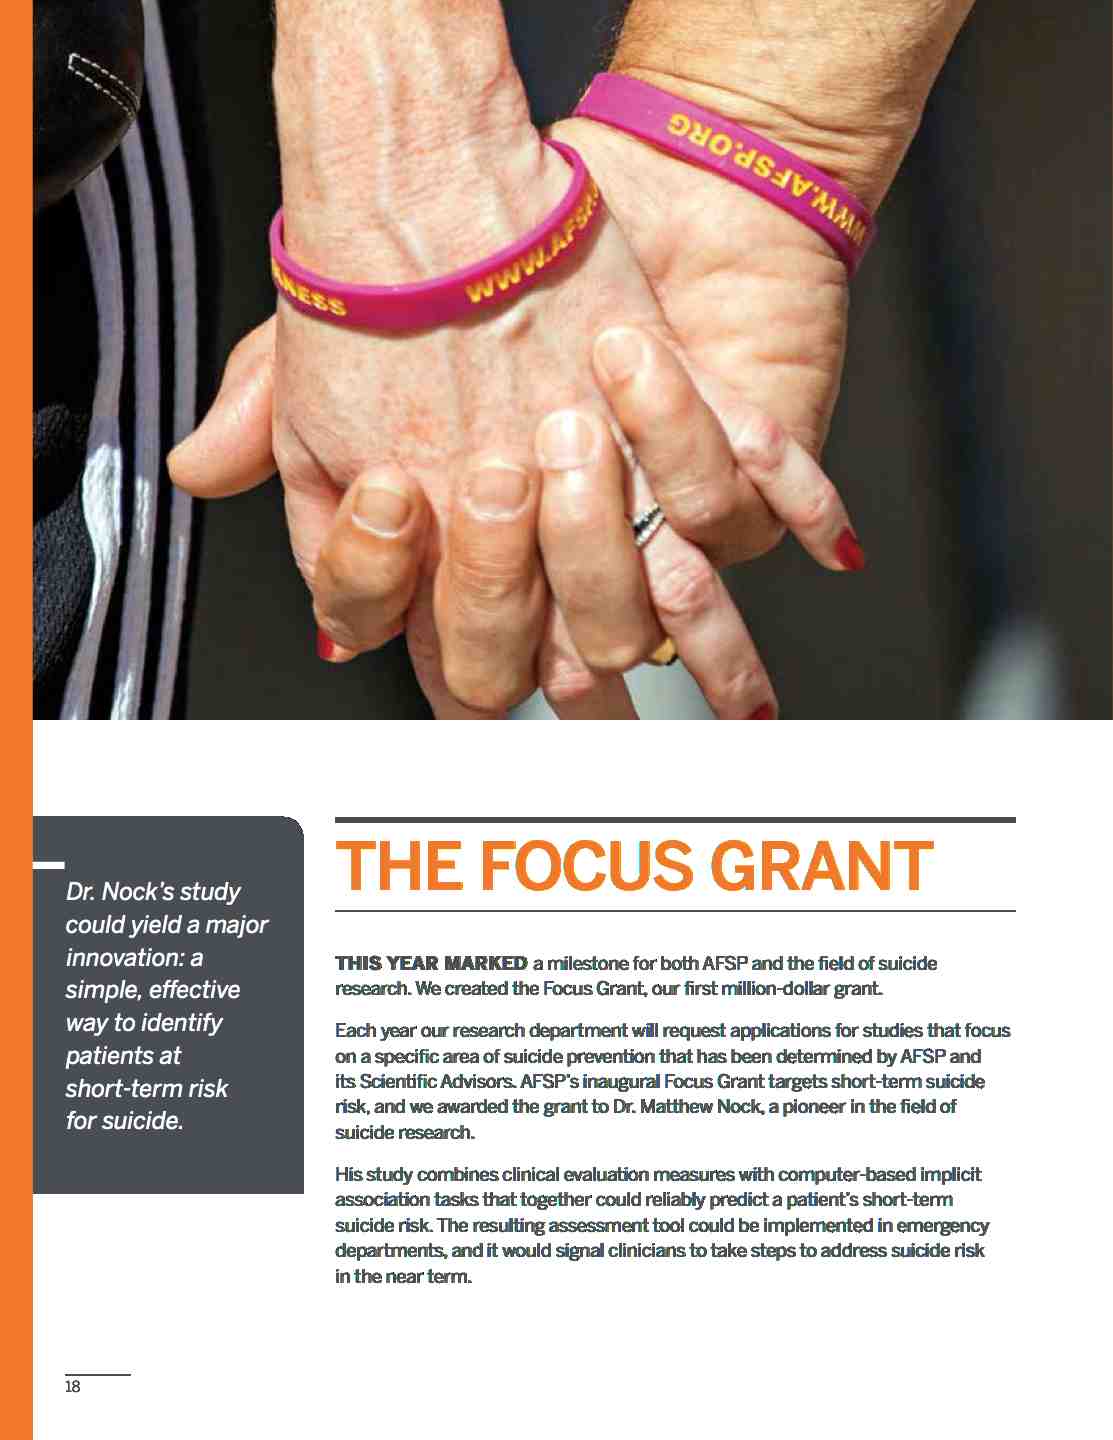 WWW.AFSP.ORG
WWW.AFSP.
NESS
THE FOCUS GRANT
Dr. Nock's study
could yield a major
innovation: a
simple, effective
way to identify
patients at
short-term risk
for suicide.
THIS YEAR MARKED a milestone for both AFSP and the field of suicide
research. We created the Focus Grant, our first million-dollar grant.
Each year our research department will request applications for studies that focus
on a specific area of suicide prevention that has been determined by AFSP and
its Scientific Advisors. AFSP's inaugural Focus Grant targets short-term suicide
risk, and we awarded the grant to Dr. Matthew Nock, a pioneer in the field of
suicide research.
His study combines clinical evaluation measures with computer-based implicit
association tasks that together could reliably predict a patient's short-term
suicide risk. The resulting assessment tool could be implemented in emergency
departments, and it would signal clinicians to take steps to address suicide risk
in the near term.
18